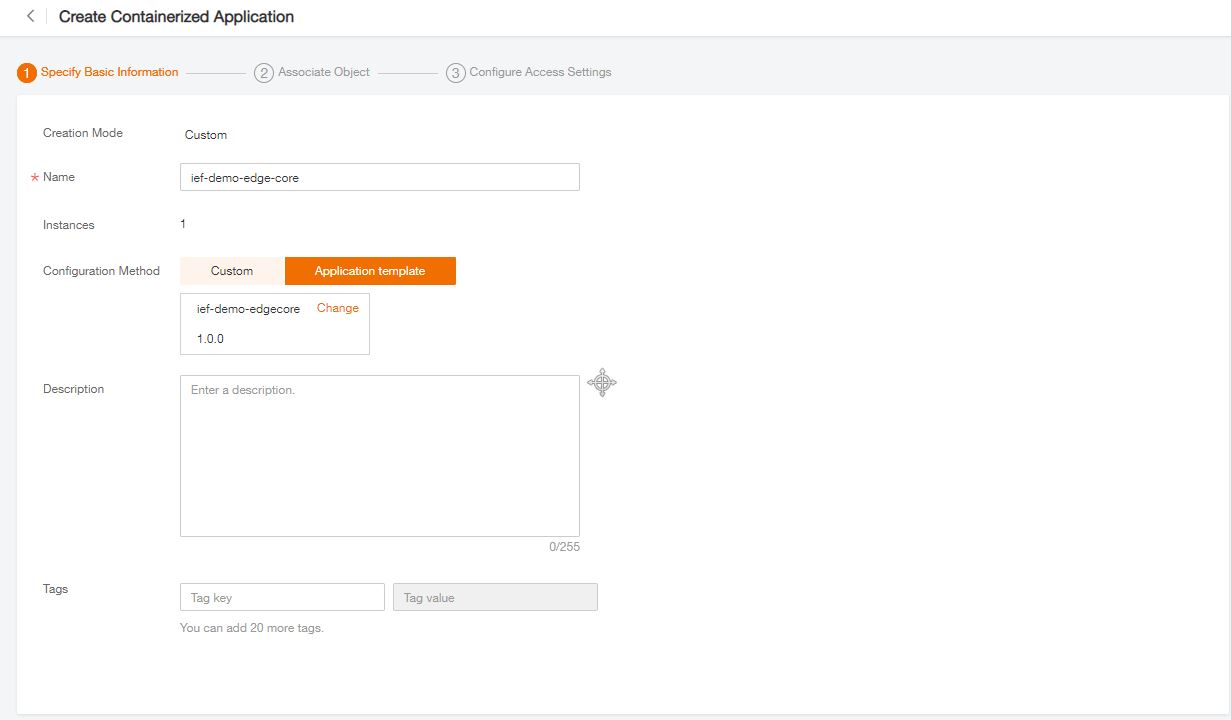 Create Containerized Application
1 Specify Basic Information 2 Associate Object 3 Configure Access Settings
Creation Mode Custom
* Name ief-demo-edge-core
Instances 1
Configuration Method Custom Application template
ief-demo-edgecore Change
1.0.0
Description Enter a description.
0/255
Tags Tag key Tag value
You can add 20 more tags.